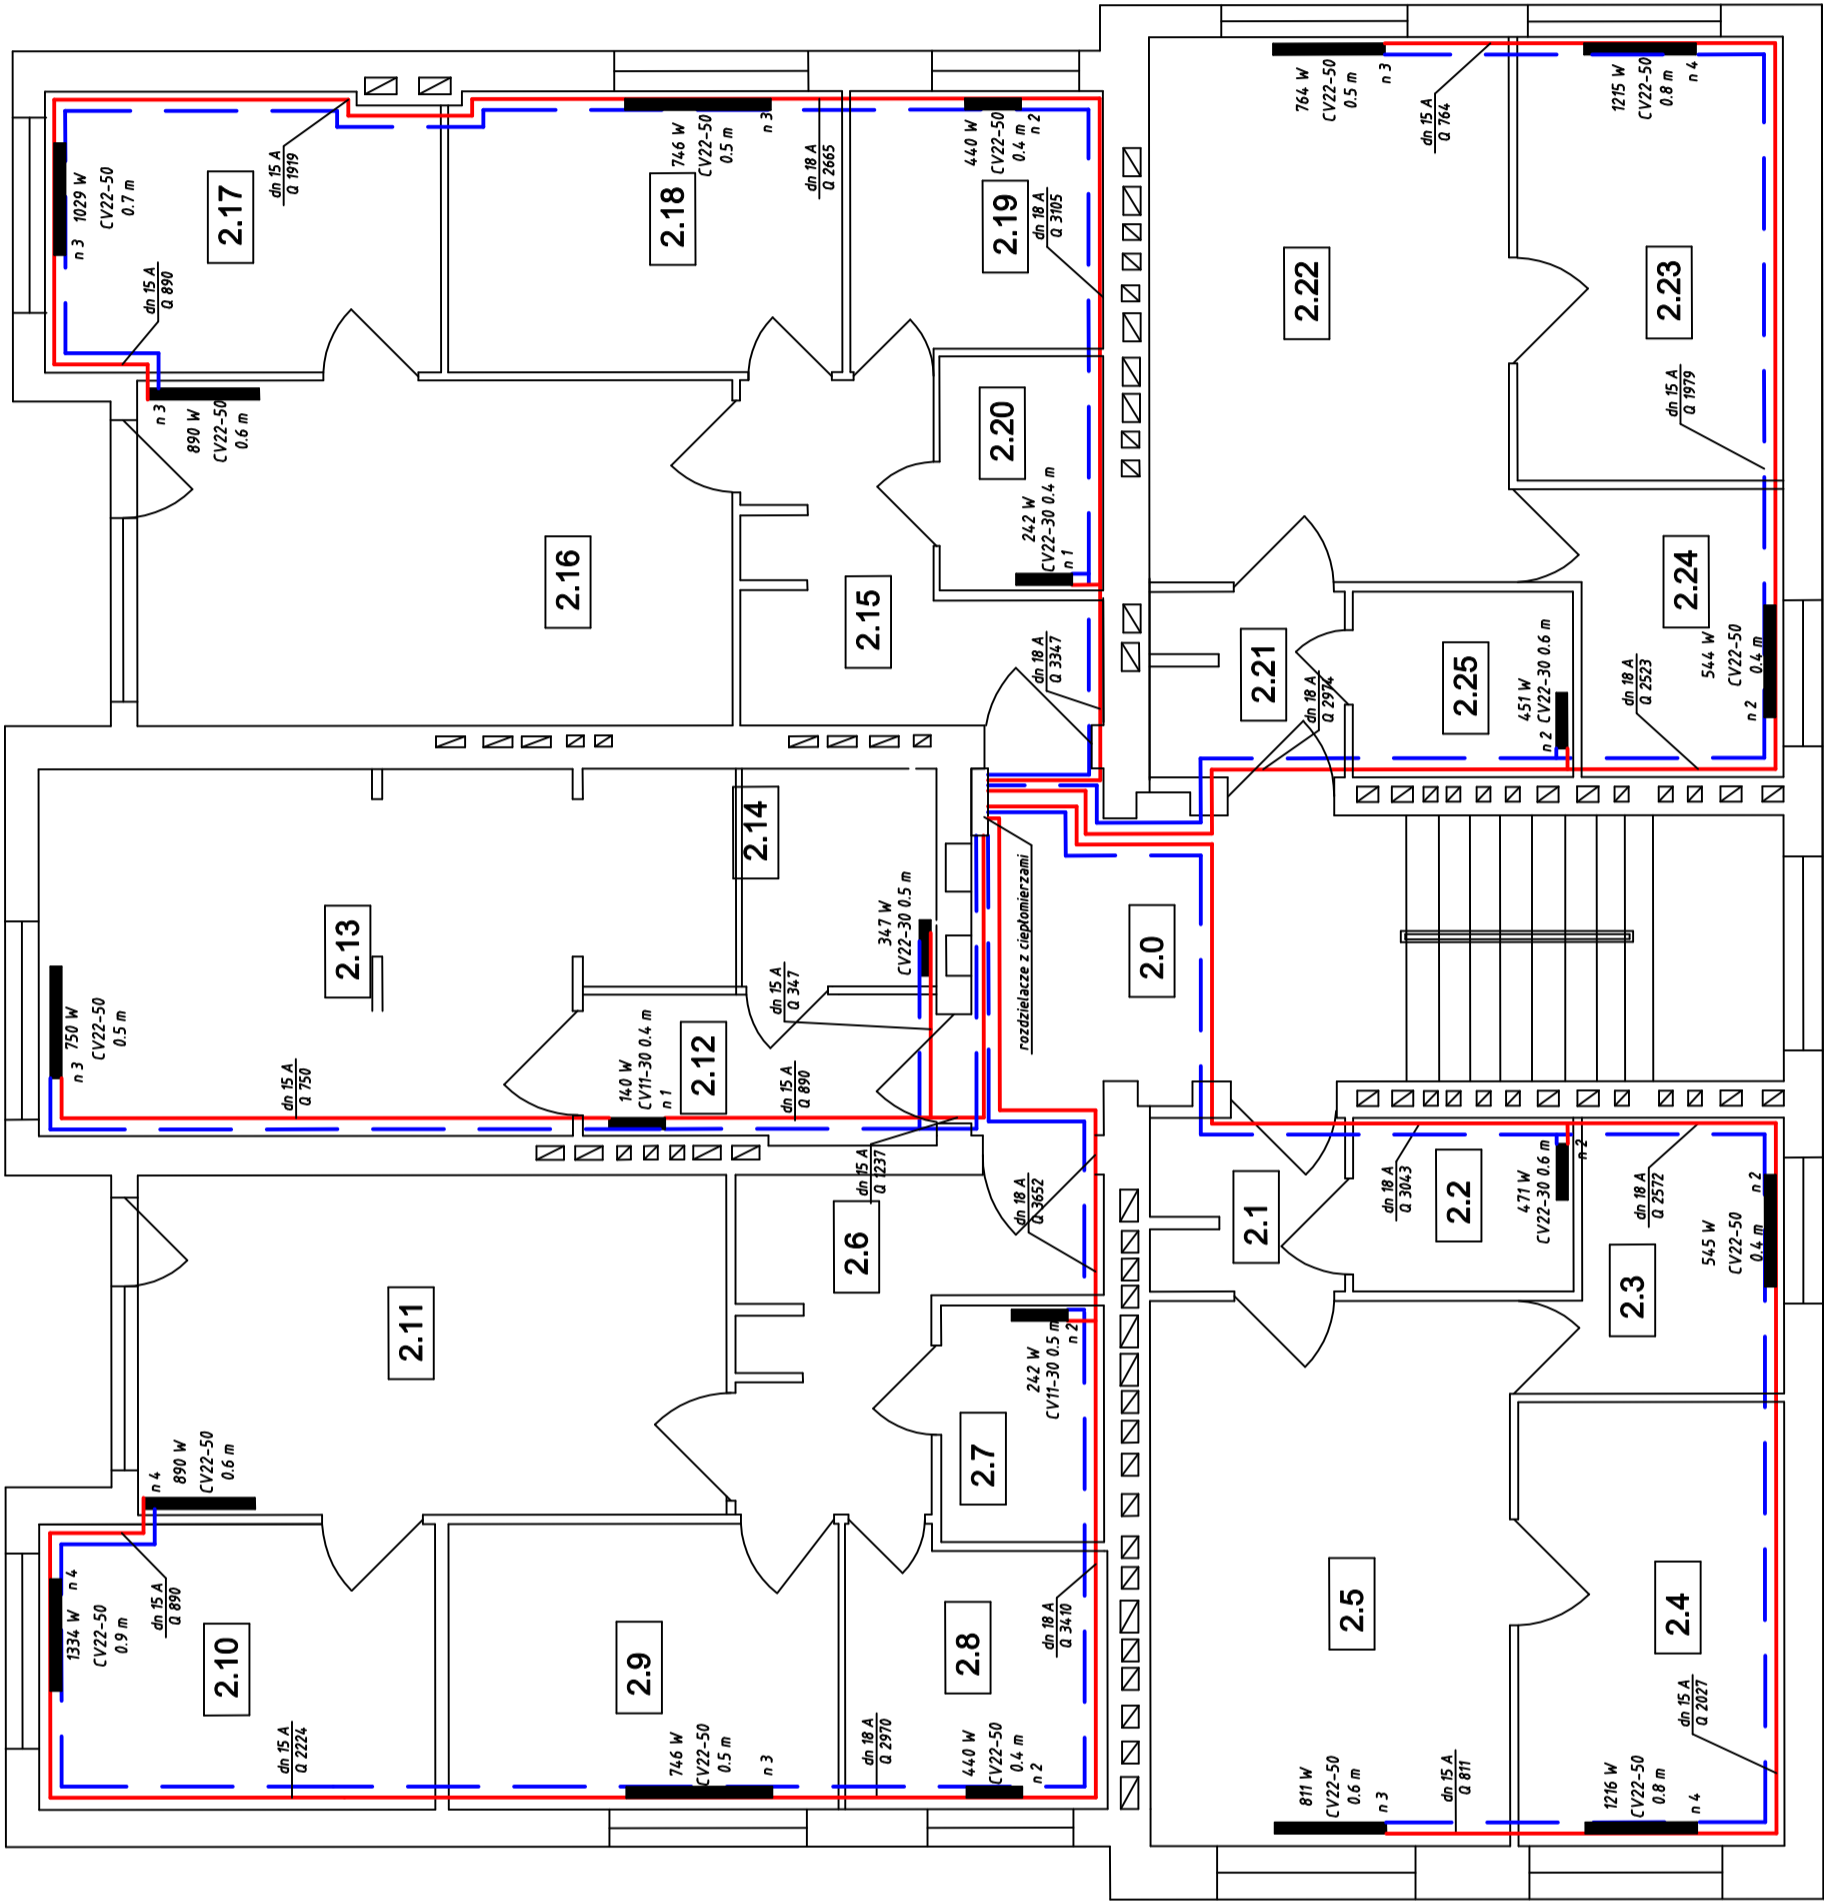 1029 W
CV22-50
0.7 m
n 3
2.17
dn 15 A
Q 1919
dn 15 A
Q 890
n 3
890 W
CV22-50
0.6 m
746 W
CV22-50
0.5 m
n 3
2.18
dn 18 A
Q 2665
440 W
CV22-50
0.4 m
n 2
2.19
dn 18 A
Q 3105
2.20
242 W
CV22-30 0.4 m
n 1
2.16
2.15
dn 18 A
Q 3347
764 W
CV22-50
0.5 m
n 3
dn 15 A
Q 764
1215 W
CV22-50
0.8 m
n 4
2.22
2.23
dn 15 A
Q 1979
2.24
544 W
CV22-50
0.4 m
n 2
2.21
dn 18 A
Q 2974
2.25
451 W
CV22-30 0.6 m
n 2
dn 18 A
Q 2523
2.13
750 W
CV22-50
0.5 m
n 3
dn 15 A
Q 750
2.14
347 W
CV22-30 0.5 m
dn 15 A
Q 347
2.12
140 W
CV11-30 0.4 m
n 1
dn 15 A
Q 890
rozdzielacze z ciepłomierzami
2.0
dn 15 A
Q 1237
dn 18 A
Q 3652
2.6
2.11
n 4
890 W
CV22-50
0.6 m
1334 W
CV22-50
0.9 m
n 4
dn 15 A
Q 890
2.10
dn 15 A
Q 2224
2.9
746 W
CV22-50
0.5 m
n 3
dn 18 A
Q 2970
2.8
440 W
CV22-50
0.4 m
n 2
dn 18 A
Q 3410
2.7
242 W
CV11-30 0.5 m
n 2
2.1
2.2
dn 18 A
Q 3043
471 W
CV22-30 0.6 m
n 2
dn 18 A
Q 2572
2.3
545 W
CV22-50
0.4 m
n 2
2.5
2.4
dn 15 A
Q 2027
811 W
CV22-50
0.6 m
n 3
dn 15 A
Q 811
1216 W
CV22-50
0.8 m
n 4